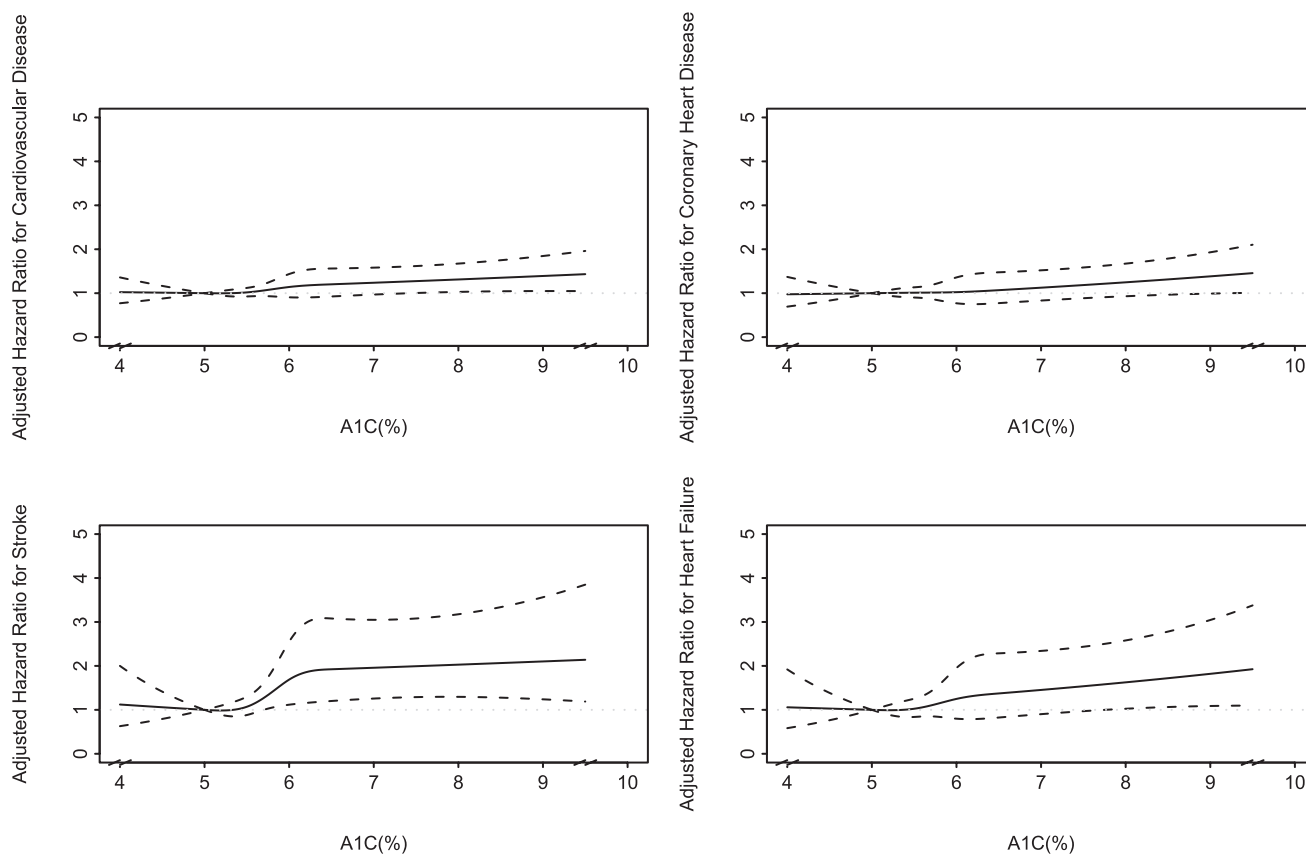 Adjusted Hazard Ratio for Cardiovascular Disease
5
4
3
2
1
0
4 5 6 7 8 9 10
A1C(%)
Adjusted Hazard Ratio for Coronary Heart Disease
5
4
3
2
1
0
4 5 6 7 8 9 10
A1C(%)
Adjusted Hazard Ratio for Stroke
5
4
3
2
1
0
4 5 6 7 8 9 10
A1C(%)
Adjusted Hazard Ratio for Heart Failure
5
4
3
2
1
0
4 5 6 7 8 9 10
A1C(%)